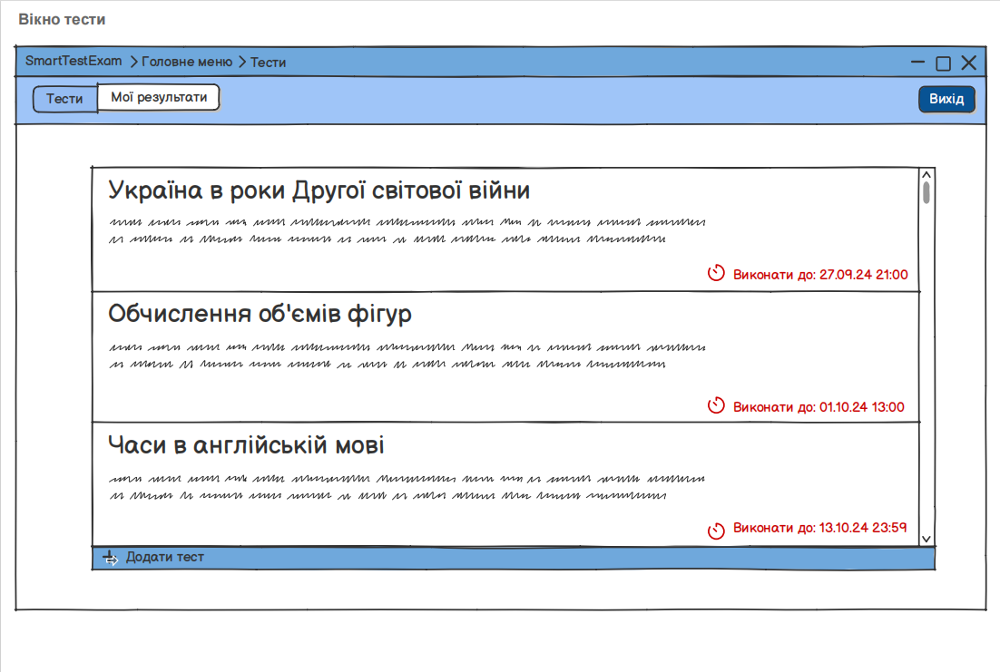 Вікно тести
SmartTestExam > Головне меню > Тести
Тести Мої результати Вихід
Україна в роки Другої світової війни
Виконати до: 27.09.24 21:00
Обчислення об'ємів фігур
Виконати до: 01.10.24 13:00
Часи в англійській мові
Виконати до: 13.10.24 23:59
Додати тест